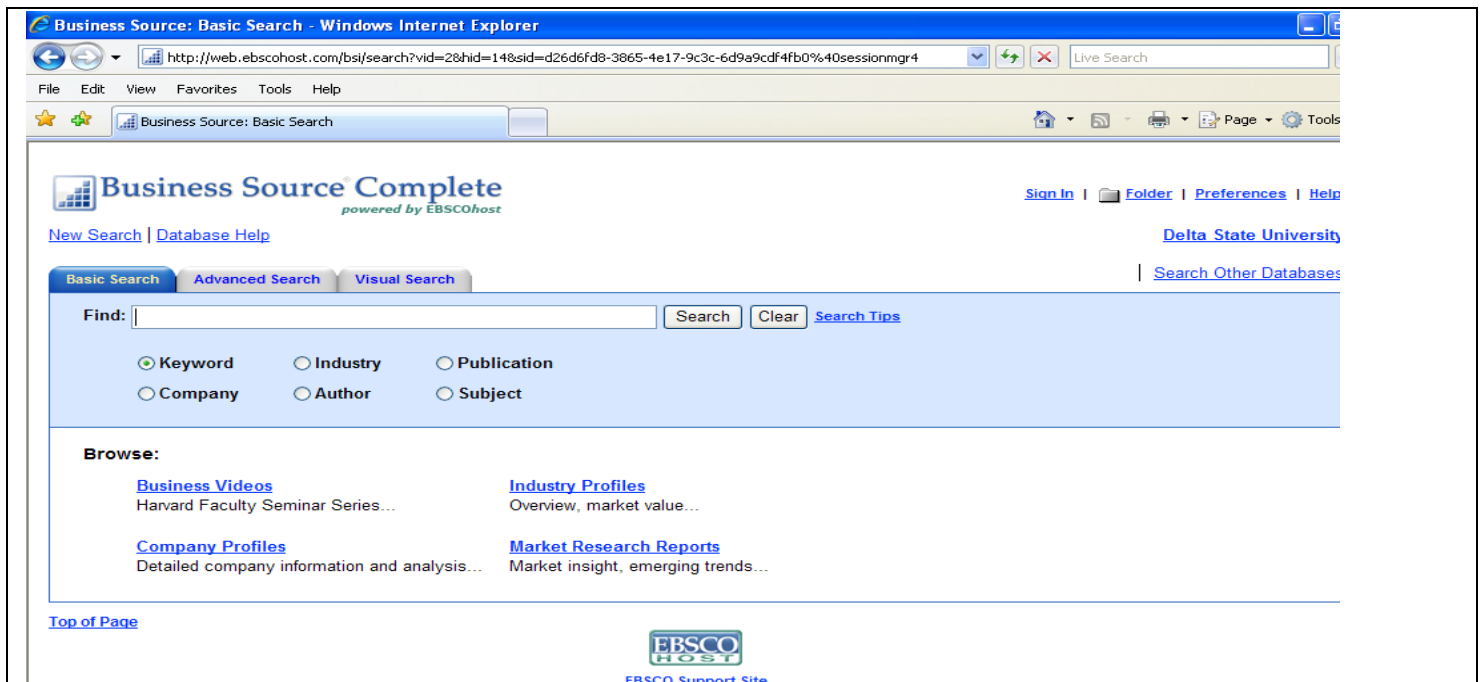 Business Source: Basic Search - Windows Internet Explorer
http://web.ebscohost.com/bsi/search?vid=2&hid=14&sid=d26d6fd8-3865-4e17-9c3c-6d9a9cdf4fb0%40sessionmgr4 Live Search
File Edit View Favorites Tools Help
Business Source: Basic Search Page Tools
Business Source Complete
powered by EBSCOhost
Sign In | Folder | Preferences | Help
New Search | Database Help Delta State University
Basic Search Advanced Search Visual Search | Search Other Databases
Find: Search Clear Search Tips
Keyword Industry Publication
Company Author Subject
Browse:
Business Videos Industry Profiles
Harvard Faculty Seminar Series... Overview, market value...
Company Profiles Market Research Reports
Detailed company information and analysis... Market insight, emerging trends...
Top of Page
EBSCO
HOST
EBSCO Support Site